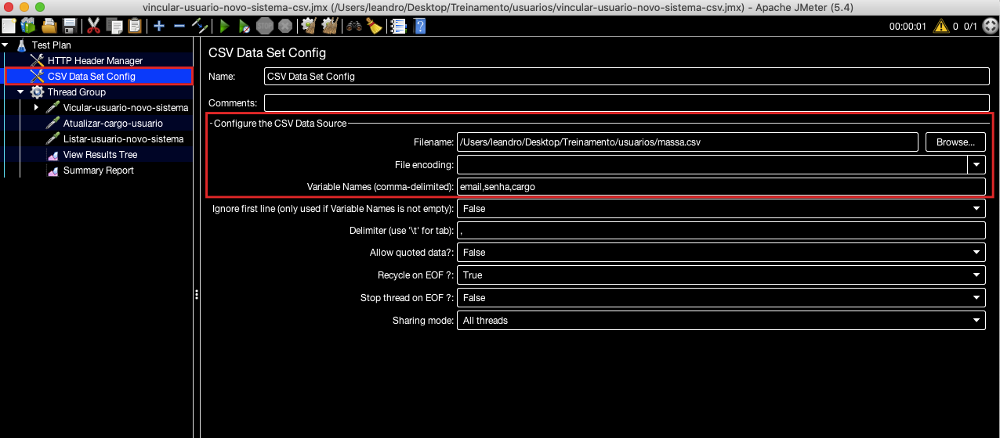 vincular-usuario-novo-sistema-csv.jmx (/Users/leandro/Desktop/Treinamento/usuarios/vincular-usuario-novo-sistema-csv.jmx) - Apache JMeter (5.4)
STOP
00:00:01 0 0/1
Test Plan
HTTP Header Manager
CSV Data Set Config
Thread Group
Vicular-usuario-novo-sistema
Atualizar-cargo-usuario
Listar-usuario-novo-sistema
View Results Tree
Summary Report
CSV Data Set Config
Name: CSV Data Set Config
Comments:
Configure the CSV Data Source
Filename: /Users/leandro/Desktop/Treinamento/usuarios/massa.csv Browse...
File encoding:
Variable Names (comma-delimited): email,senha,cargo
Ignore first line (only used if Variable Names is not empty): False
Delimiter (use '\t' for tab): ,
Allow quoted data?: False
Recycle on EOF ?: True
Stop thread on EOF ?: False
Sharing mode: All threads